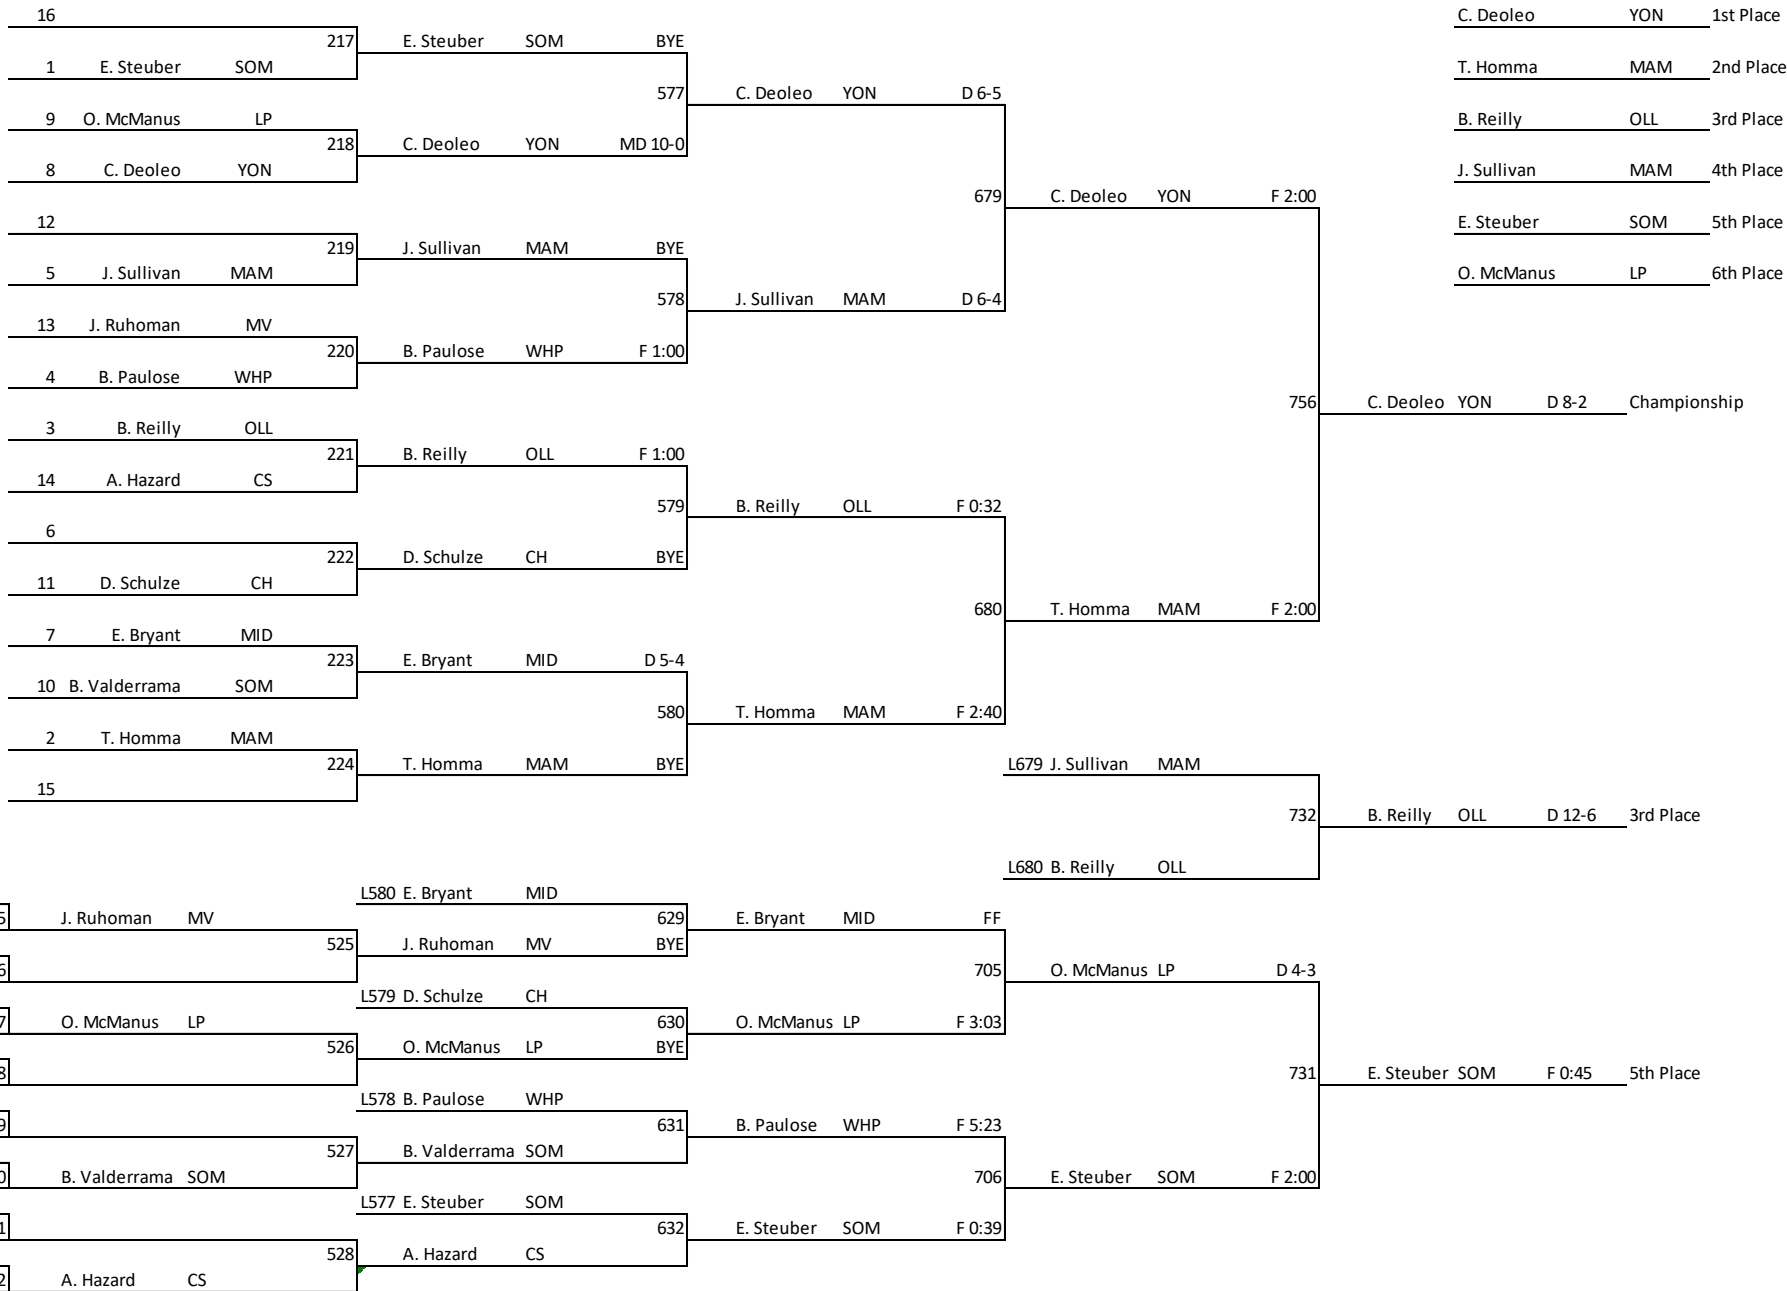 16 C. Deoleo YON 1st Place
217 E. Steuber SOM BYE
1 E. Steuber SOM T. Homma MAM 2nd Place
577 C. Deoleo YON D 6-5
9 O. McManus LP B. Reilly OLL 3rd Place
218 C. Deoleo YON MD 10-0
8 C. Deoleo YON J. Sullivan MAM 4th Place
679 C. Deoleo YON F 2:00
12 E. Steuber SOM 5th Place
219 J. Sullivan MAM BYE
5 J. Sullivan MAM O. McManus LP 6th Place
578 J. Sullivan MAM D 6-4
13 J. Ruhoman MV
220 B. Paulose WHP F 1:00
4 B. Paulose WHP
756 C. Deoleo YON D 8-2 Championship
3 B. Reilly OLL
221 B. Reilly OLL F 1:00
14 A. Hazard CS
579 B. Reilly OLL F 0:32
6
222 D. Schulze CH BYE
11 D. Schulze CH
680 T. Homma MAM F 2:00
7 E. Bryant MID
223 E. Bryant MID D 5-4
10 B. Valderrama SOM
580 T. Homma MAM F 2:40
2 T. Homma MAM
224 T. Homma MAM BYE L679 J. Sullivan MAM
15
732 B. Reilly OLL D 12-6 3rd Place
L680 B. Reilly OLL
L580 E. Bryant MID
5 J. Ruhoman MV 629 E. Bryant MID FF
525 J. Ruhoman MV BYE
6 705 O. McManus LP D 4-3
L579 D. Schulze CH
7 O. McManus LP 630 O. McManus LP F 3:03
526 O. McManus LP BYE
8 731 E. Steuber SOM F 0:45 5th Place
L578 B. Paulose WHP
9 631 B. Paulose WHP F 5:23
527 B. Valderrama SOM
0 B. Valderrama SOM 706 E. Steuber SOM F 2:00
L577 E. Steuber SOM
1 632 E. Steuber SOM F 0:39
528 A. Hazard CS
2 A. Hazard CS